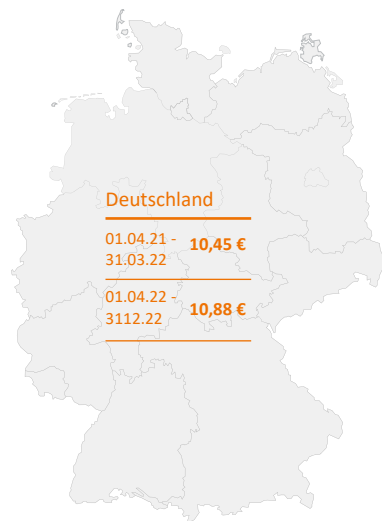 Deutschland
01.04.21 - 10,45 €
31.03.22
01.04.22 - 10,88 €
3112.22